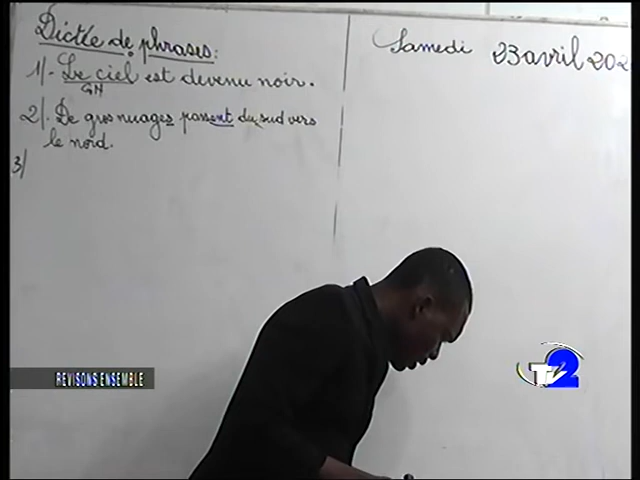 Dictée de phrases:
Samedi 23 avril 202
1/. Le ciel est devenu noir.
GN
2/. De gros nuages passent du sud vers
le nord.
3/
REVISONS ENSEMBLE
TV2